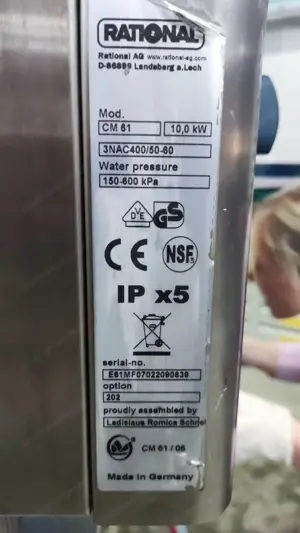 RATIONAL
Rational AG www.rational-ag.com
D-86899 Landsberg a.Lech
Mod.
CM 61 10,0 kW
3NAC400/50-60
Water pressure
150-600 kPa
DVE GS
CE NSF
IP x5
serial-no.
E61MF07022090839
option
202
proudly assembled by
Ladislaus Romica Schnel
CM 61 / 06
Made in Germany